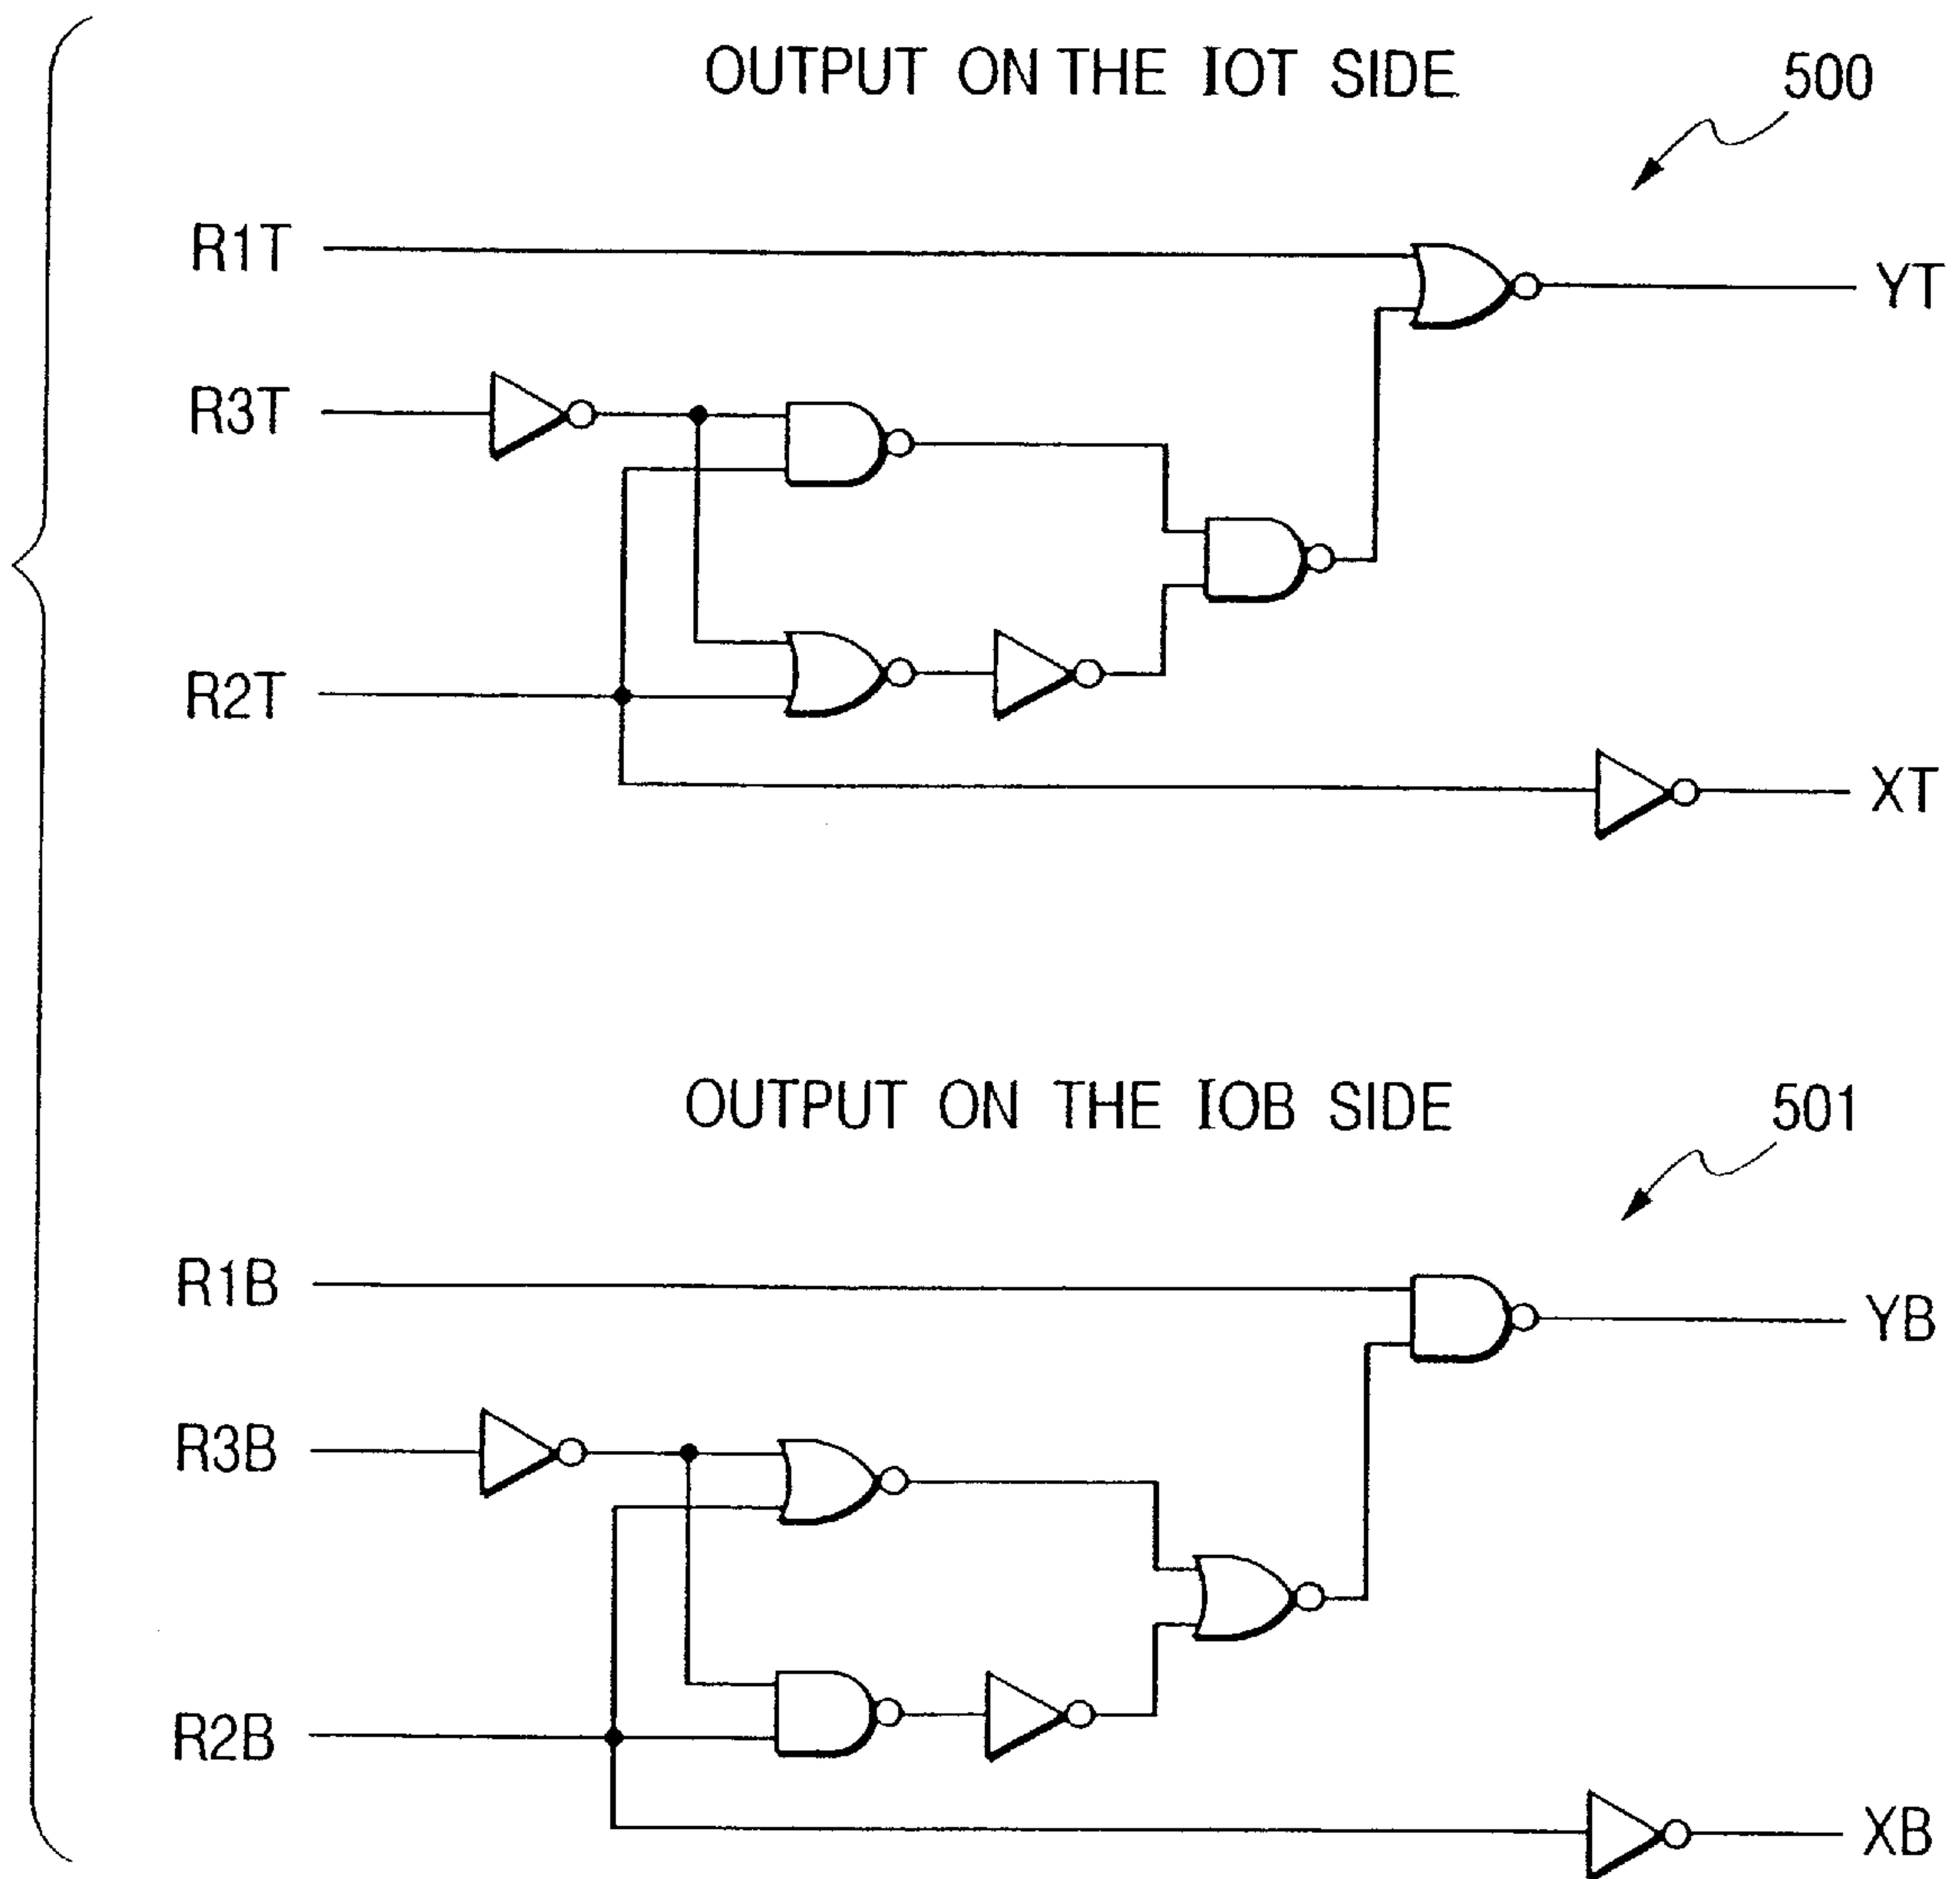 OUTPUT ON THE IOT SIDE
500
R1T
YT
R3T
R2T
XT
OUTPUT ON THE IOB SIDE
501
R1B
YB
R3B
R2B
XB